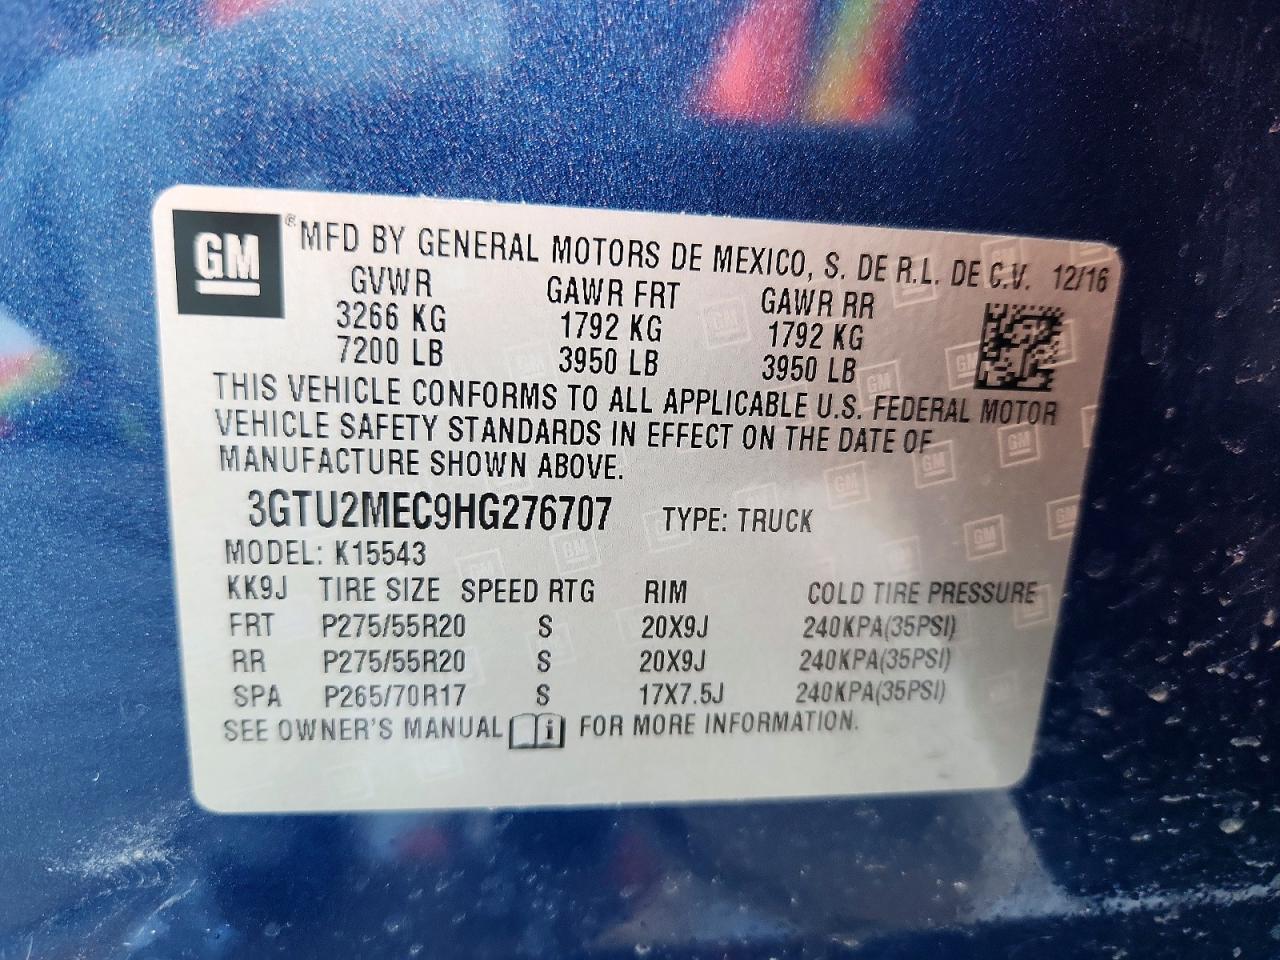 GM ® MFD BY GENERAL MOTORS DE MEXICO, S. DE R.L. DE C.V. 12/16
GVWR GAWR FRT GAWR RR
3266 KG 1792 KG 1792 KG
7200 LB 3950 LB 3950 LB
THIS VEHICLE CONFORMS TO ALL APPLICABLE U.S. FEDERAL MOTOR
VEHICLE SAFETY STANDARDS IN EFFECT ON THE DATE OF
MANUFACTURE SHOWN ABOVE.
3GTU2MEC9HG276707 TYPE: TRUCK
MODEL: K15543
KK9J TIRE SIZE SPEED RTG RIM COLD TIRE PRESSURE
FRT P275/55R20 S 20X9J 240KPA(35PSI)
RR P275/55R20 S 20X9J 240KPA(35PSI)
SPA P265/70R17 S 17X7.5J 240KPA(35PSI)
SEE OWNER'S MANUAL i FOR MORE INFORMATION.